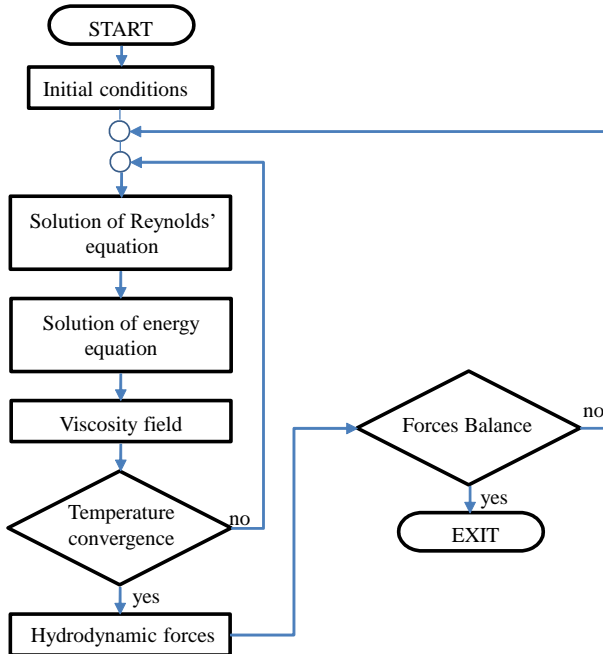 START
Initial conditions
Solution of Reynolds’
equation
Solution of energy
equation
Viscosity field
Temperature
convergence
no
yes
Hydrodynamic forces
Forces Balance
no
yes
EXIT